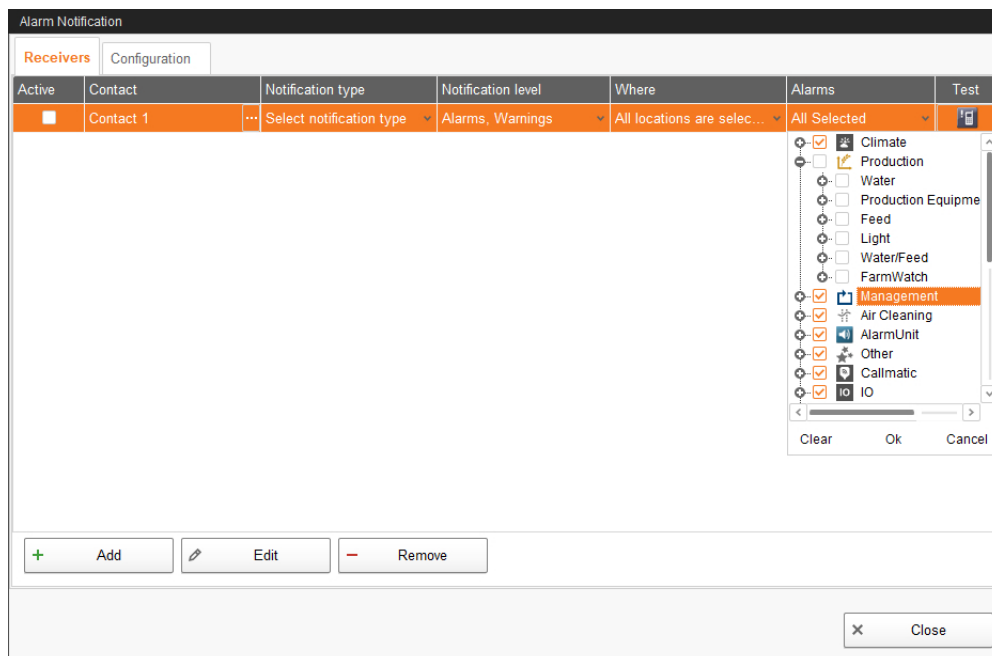 Alarm Notification
Receivers Configuration
Active Contact Notification type Notification level Where Alarms Test
Contact 1 ... Select notification type Alarms, Warnings All locations are selec... All Selected
Climate
Production
Water
Production Equipme
Feed
Light
Water/Feed
FarmWatch
Management
Air Cleaning
AlarmUnit
Other
Callmatic
IO IO
Clear Ok Cancel
Add Edit Remove
Close